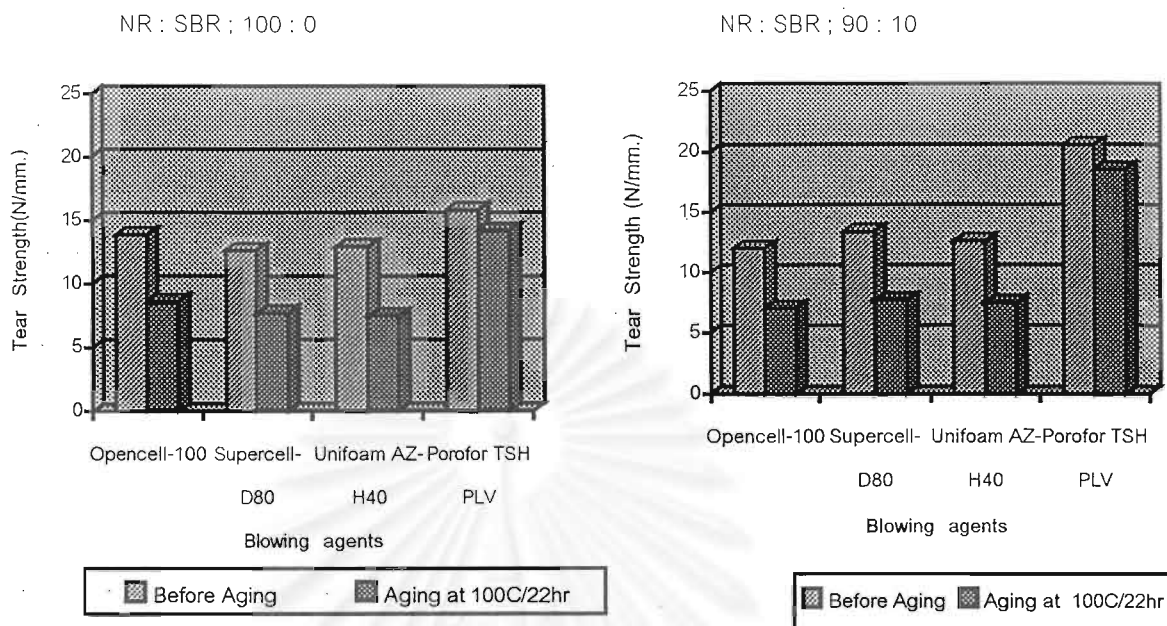 NR : SBR ; 100 : 0
25
20
15
10
5
0
Tear Strength(N/mm.)
Opencell-100 Supercell- Unifoam AZ- Porofor TSH
D80 H40 PLV
Blowing agents
Before Aging Aging at 100C/22hr
NR : SBR ; 90 : 10
25
20
15
10
5
0
Tear Strength (N/mm.)
Opencell-100 Supercell- Unifoam AZ- Porofor TSH
D80 H40 PLV
Blowing agents
Before Aging Aging at 100C/22hr